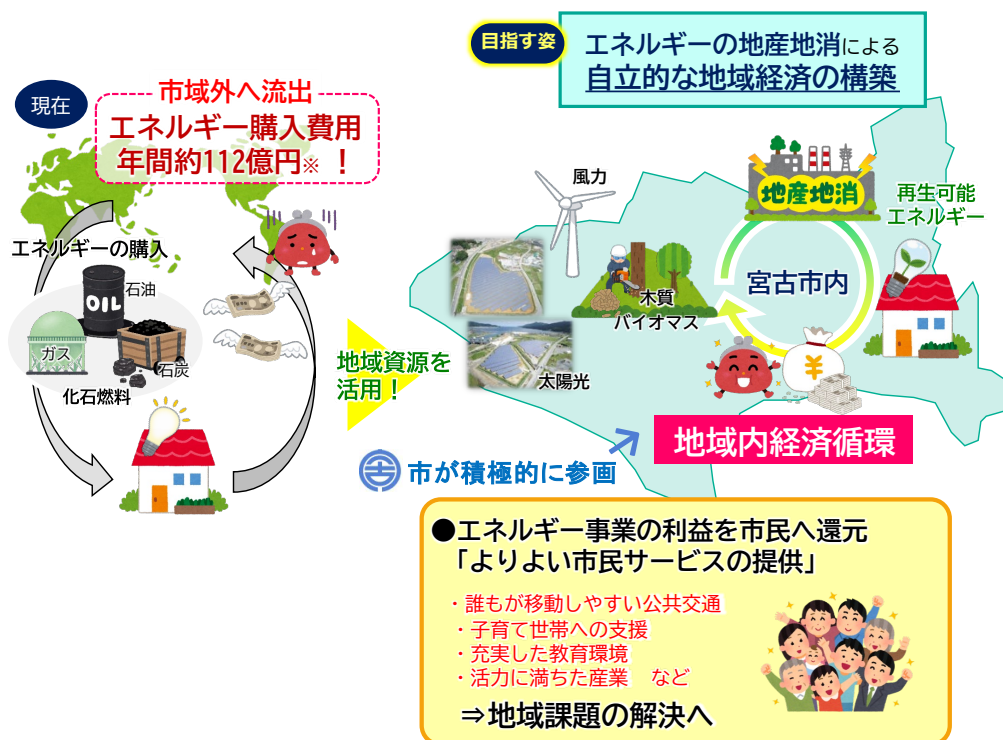 目指す姿
エネルギーの地産地消による
自立的な地域経済の構築
現在
市域外へ流出
エネルギー購入費用
年間約112億円※ ！
エネルギーの購入
OIL
石油
ガス
石炭
化石燃料
地域資源を
活用！
風力
木質
バイオマス
太陽光
地産地消
再生可能
エネルギー
宮古市内
¥
地域内経済循環
市が積極的に参画
●エネルギー事業の利益を市民へ還元
「よりよい市民サービスの提供」
・誰もが移動しやすい公共交通
・子育て世帯への支援
・充実した教育環境
・活力に満ちた産業　など
⇒地域課題の解決へ